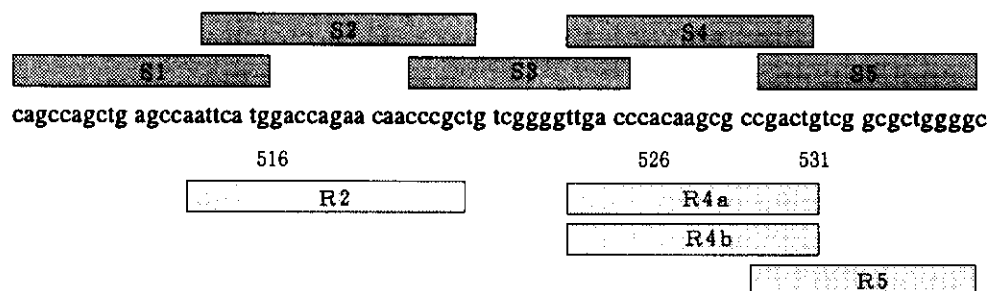 S2 S4
S1 S3 S5
cagccagctg agccaattca tggaccagaa caacccgctg tcggggttga cccacaagcg ccgactgtcg gcgctggggc
516 526 531
R2 R4a
R4b
R5